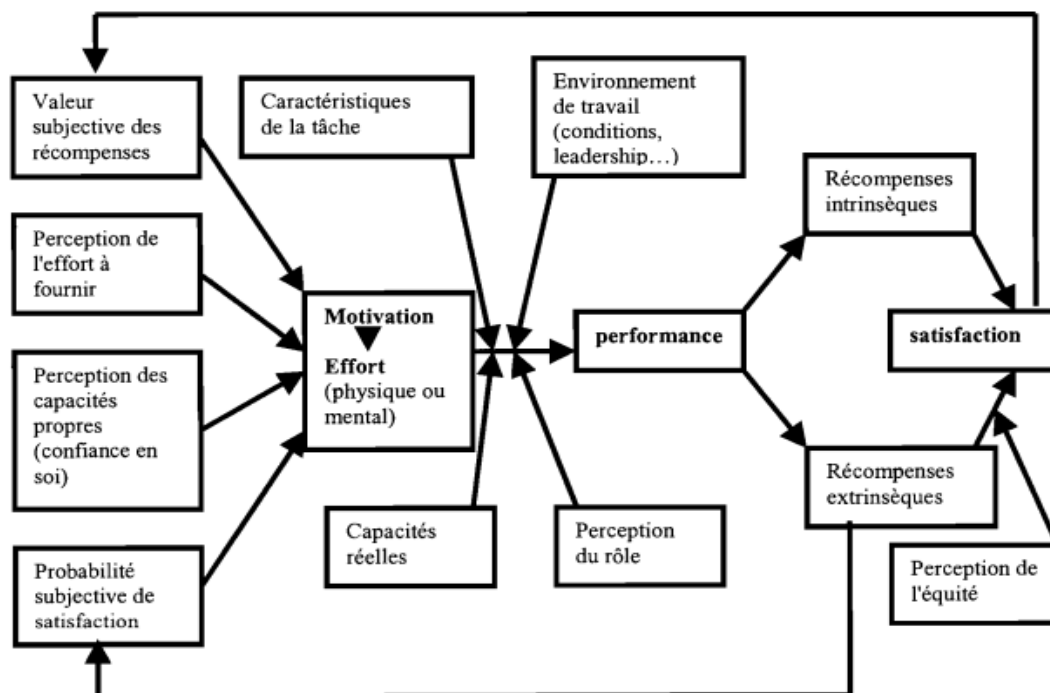 Valeur
subjective des
récompenses
Caractéristiques
de la tâche
Environnement
de travail
(conditions,
leadership…)
Perception de
l'effort à
fournir
Récompenses
intrinsèques
Motivation
Effort
(physique ou
mental)
performance
satisfaction
Perception des
capacités
propres
(confiance en
soi)
Capacités
réelles
Perception
du rôle
Récompenses
extrinsèques
Probabilité
subjective de
satisfaction
Perception de
l'équité